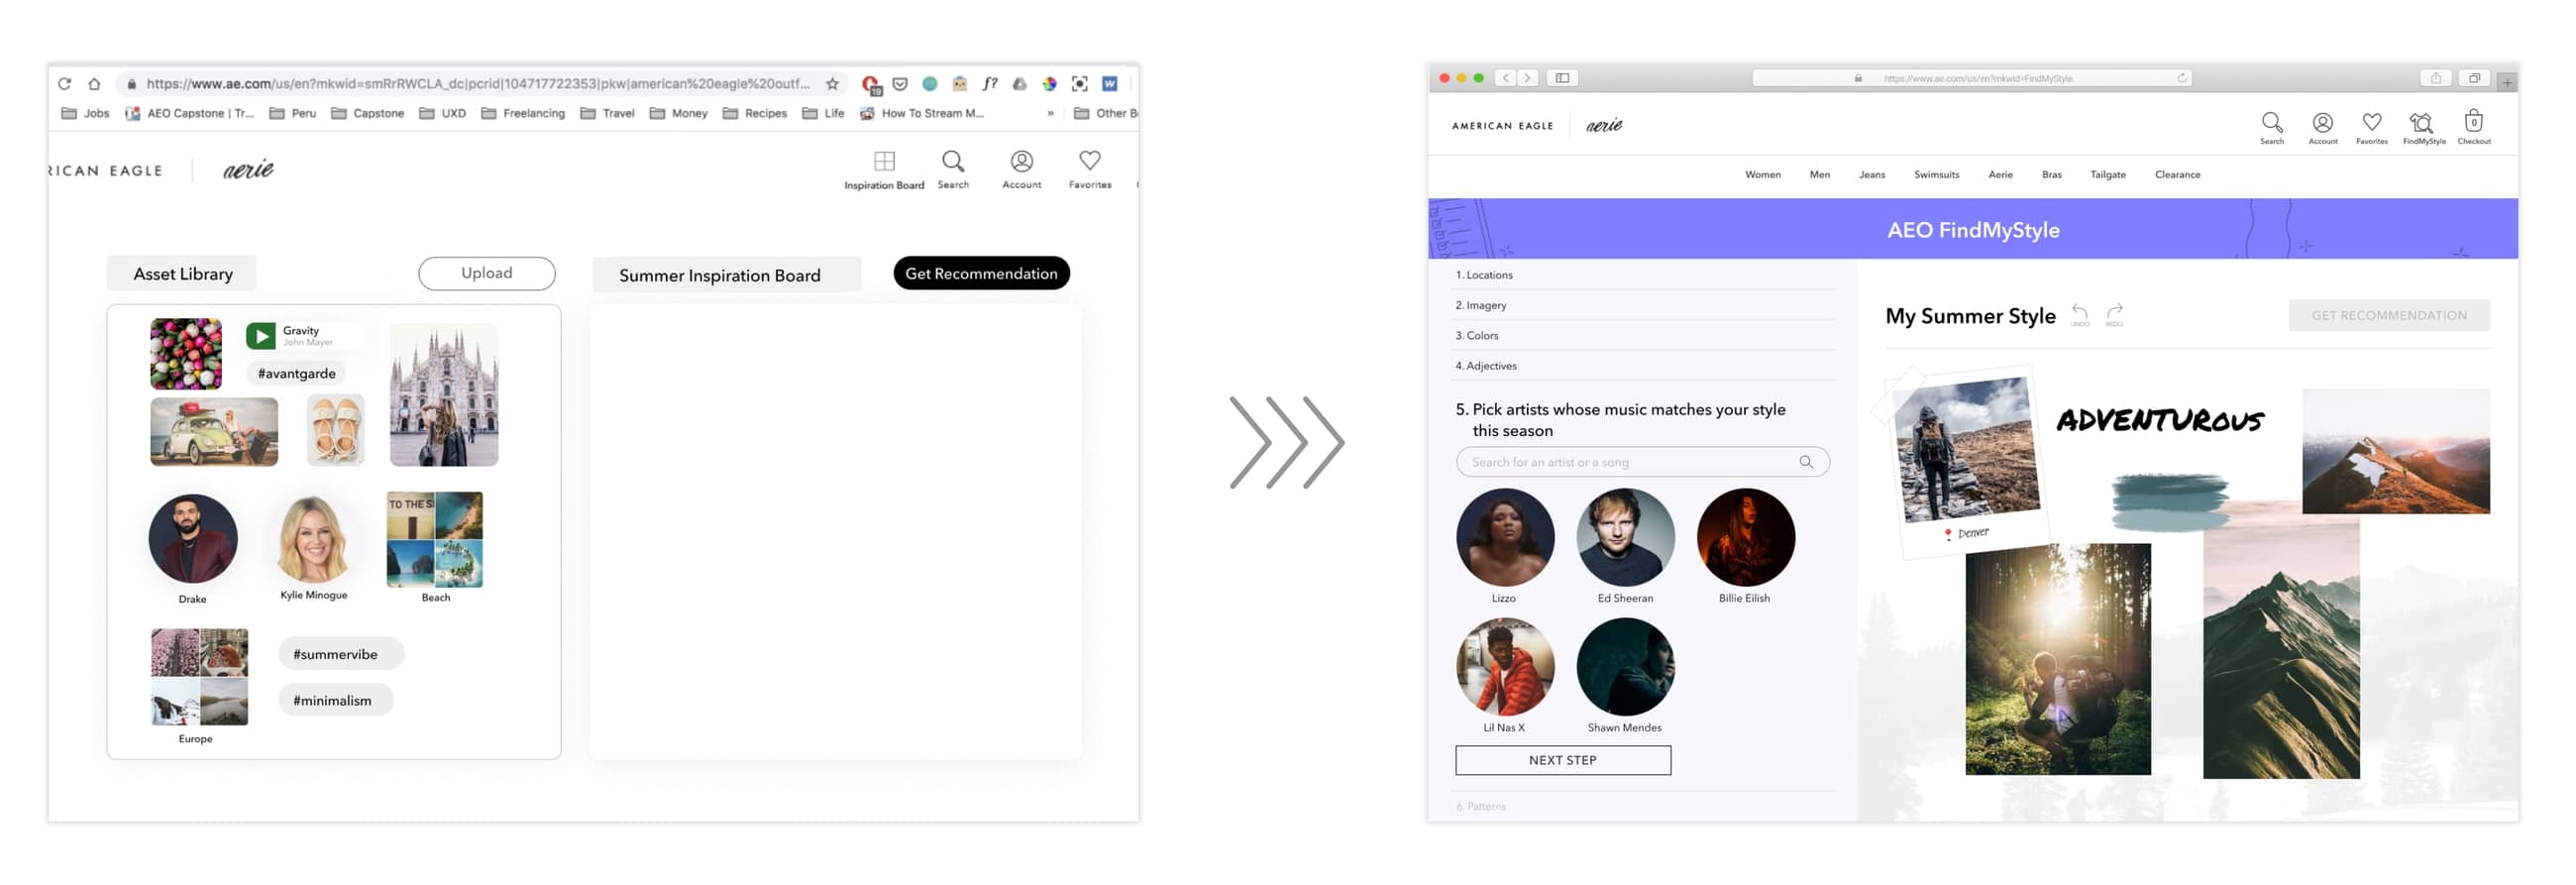 https://www.ae.com/us/en?mkwid=smRrRWCLA_dc|pcrid|104717722353|pkw|american%20eagle%20outf...
19
f?
W
Jobs
AEO Capstone | Tr...
Peru
Capstone
UXD
Freelancing
Travel
Money
Recipes
Life
How To Stream M...
»
Other B
RICAN EAGLE
aerie
Inspiration Board
Search
Account
Favorites
Asset Library
Upload
Summer Inspiration Board
Get Recommendation
Gravity
John Mayer
#avantgarde
TO THE S
Drake
Kylie Minogue
Beach
#summervibe
#minimalism
Europe
https://www.ae.com/us/en?mkwid=FindMyStyle
AMERICAN EAGLE
aerie
Search
Account
Favorites
FindMyStyle
0
Checkout
Women
Men
Jeans
Swimsuits
Aerie
Bras
Tailgate
Clearance
AEO FindMyStyle
1. Locations
2. Imagery
3. Colors
4. Adjectives
5. Pick artists whose music matches your style
this season
Search for an artist or a song
Lizzo
Ed Sheeran
Billie Eilish
Lil Nas X
Shawn Mendes
NEXT STEP
6. Patterns
My Summer Style
UNDO
REDO
GET RECOMMENDATION
ADVENTUROUS
Denver